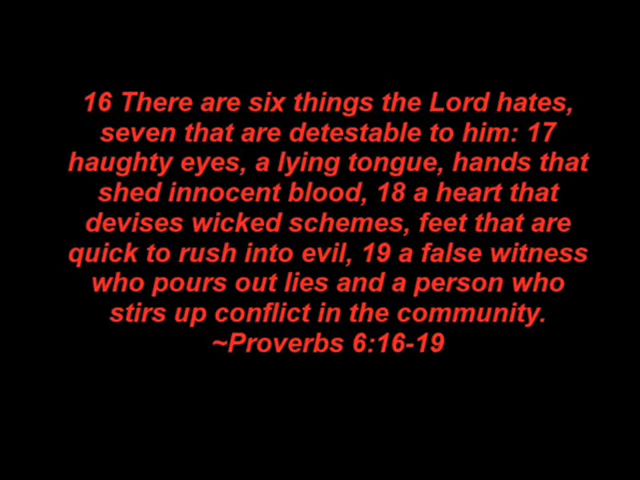 16 There are six things the Lord hates,
seven that are detestable to him: 17
haughty eyes, a lying tongue, hands that
shed innocent blood, 18 a heart that
devises wicked schemes, feet that are
quick to rush into evil, 19 a false witness
who pours out lies and a person who
stirs up conflict in the community.
~Proverbs 6:16-19